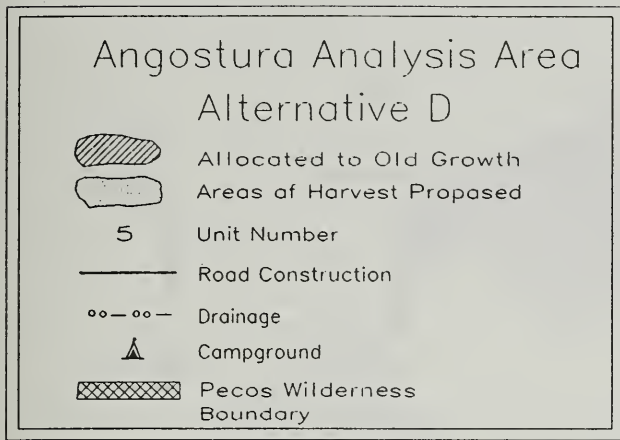 Angostura Analysis Area
Alternative D
Allocated to Old Growth
Areas of Harvest Proposed
5 Unit Number
Road Construction
Drainage
Campground
Pecos Wilderness
Boundary